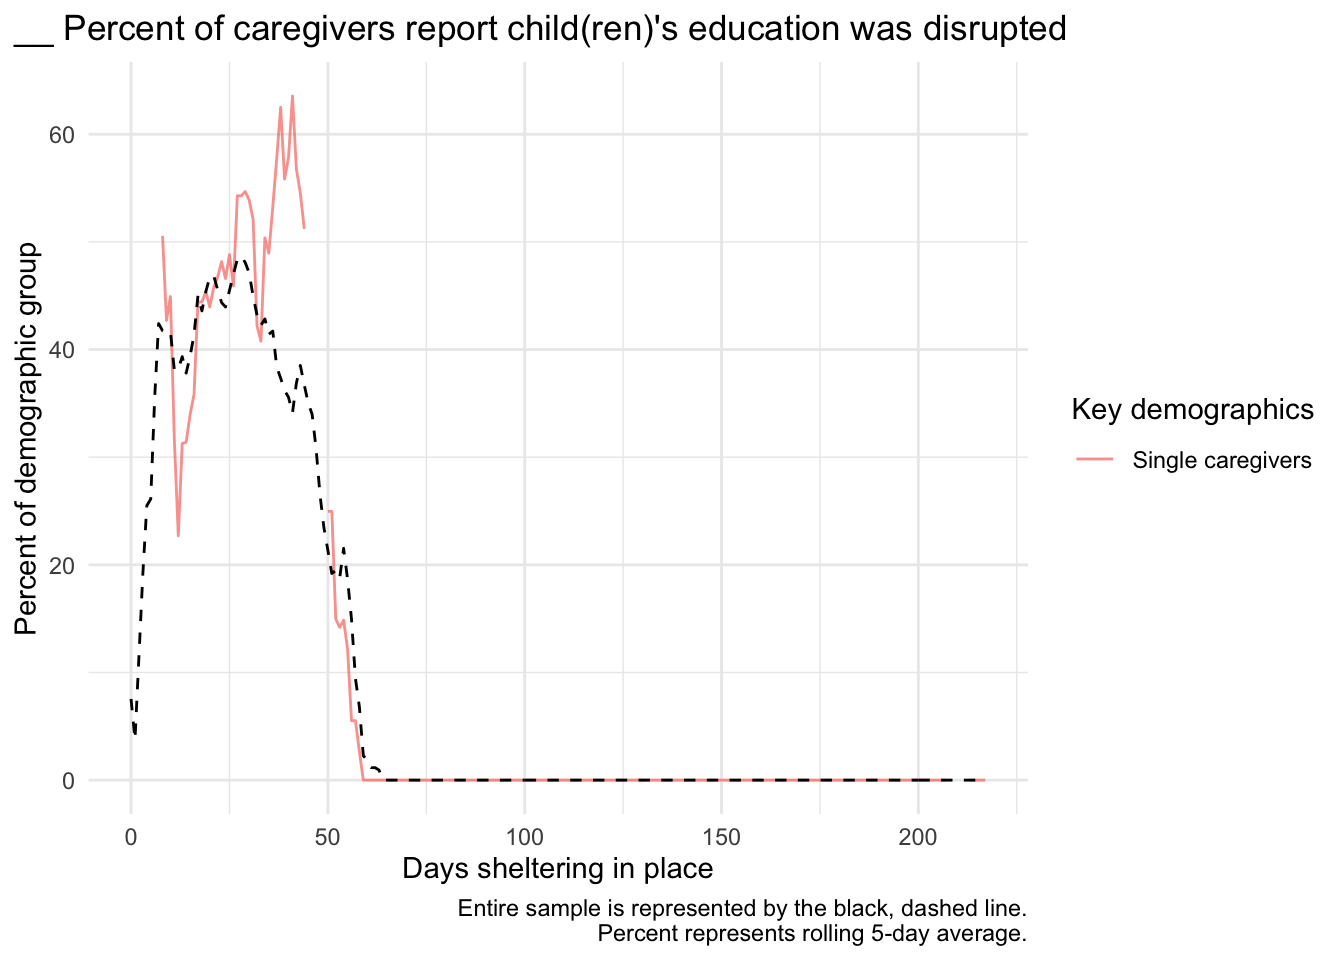 __ Percent of caregivers report child(ren)'s education was disrupted
Percent of demographic group
60
40
20
0
0 50 100 150 200
Days sheltering in place
Key demographics
Single caregivers
Entire sample is represented by the black, dashed line.
Percent represents rolling 5-day average.